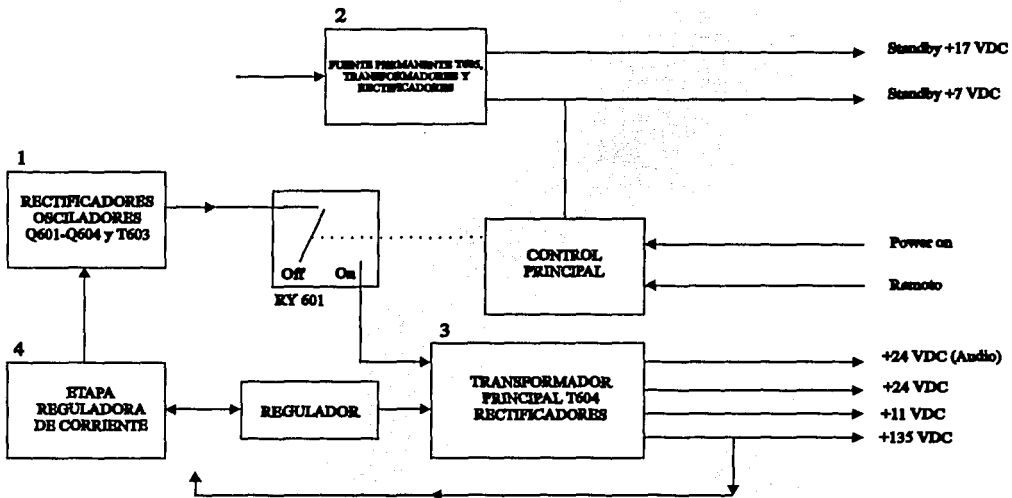 2
FUENTE PERMANENTE T605,
TRANSFORMADORES Y
RECTIFICADORES
Standby +17 VDC
Standby +7 VDC
1
RECTIFICADORES
OSCILADORES
Q601-Q604 y T603
Off
On
RY 601
CONTROL
PRINCIPAL
Power on
Remoto
4
ETAPA
REGULADORA
DE CORRIENTE
REGULADOR
3
TRANSFORMADOR
PRINCIPAL T604
RECTIFICADORES
+24 VDC (Audio)
+24 VDC
+11 VDC
+135 VDC